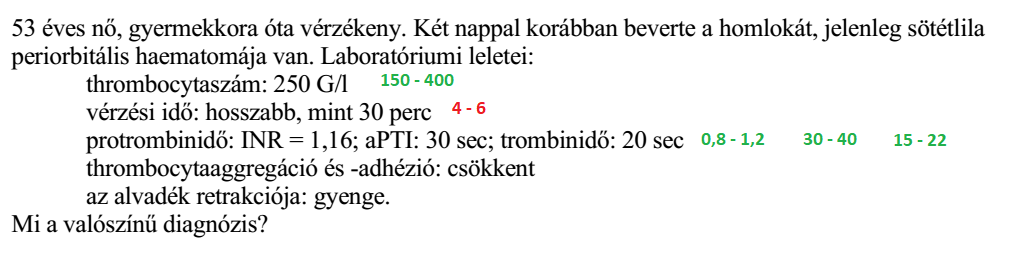 53 éves nő, gyermekkora óta vérzékeny. Két nappal korábban beverte a homlokát, jelenleg sötétlila
periorbitális haematomája van. Laboratóriumi leletei:
thrombocytaszám: 250 G/l 150 - 400
vérzési idő: hosszabb, mint 30 perc 4 - 6
protrombinidő: INR = 1,16; aPTI: 30 sec; trombinidő: 20 sec 0,8 - 1,2 30 - 40 15 - 22
thrombocytaaggregáció és -adhézió: csökkent
az alvadék retrakciója: gyenge.
Mi a valószínű diagnózis?